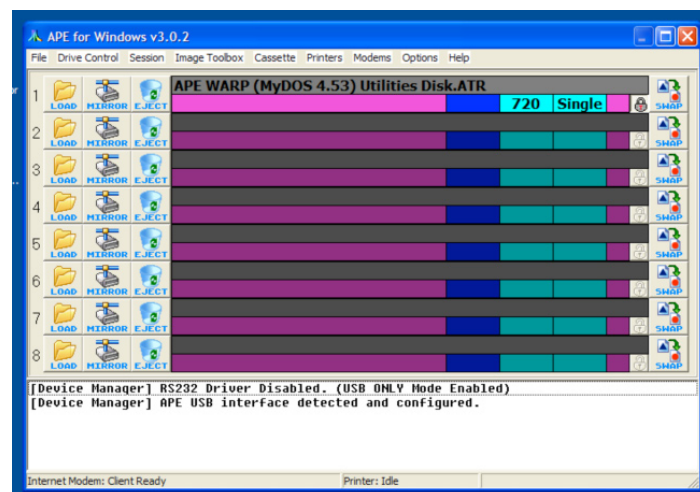 APE for Windows v3.0.2
File Drive Control Session Image Toolbox Cassette Printers Modems Options Help
1 LOAD MIRROR EJECT APE WARP (MyDOS 4.53) Utilities Disk.ATR SWAP
720 Single
2 LOAD MIRROR EJECT SWAP
3 LOAD MIRROR EJECT SWAP
4 LOAD MIRROR EJECT SWAP
5 LOAD MIRROR EJECT SWAP
6 LOAD MIRROR EJECT SWAP
7 LOAD MIRROR EJECT SWAP
8 LOAD MIRROR EJECT SWAP
[Device Manager] RS232 Driver Disabled. (USB ONLY Mode Enabled)
[Device Manager] APE USB interface detected and configured.
Internet Modem: Client Ready Printer: Idle